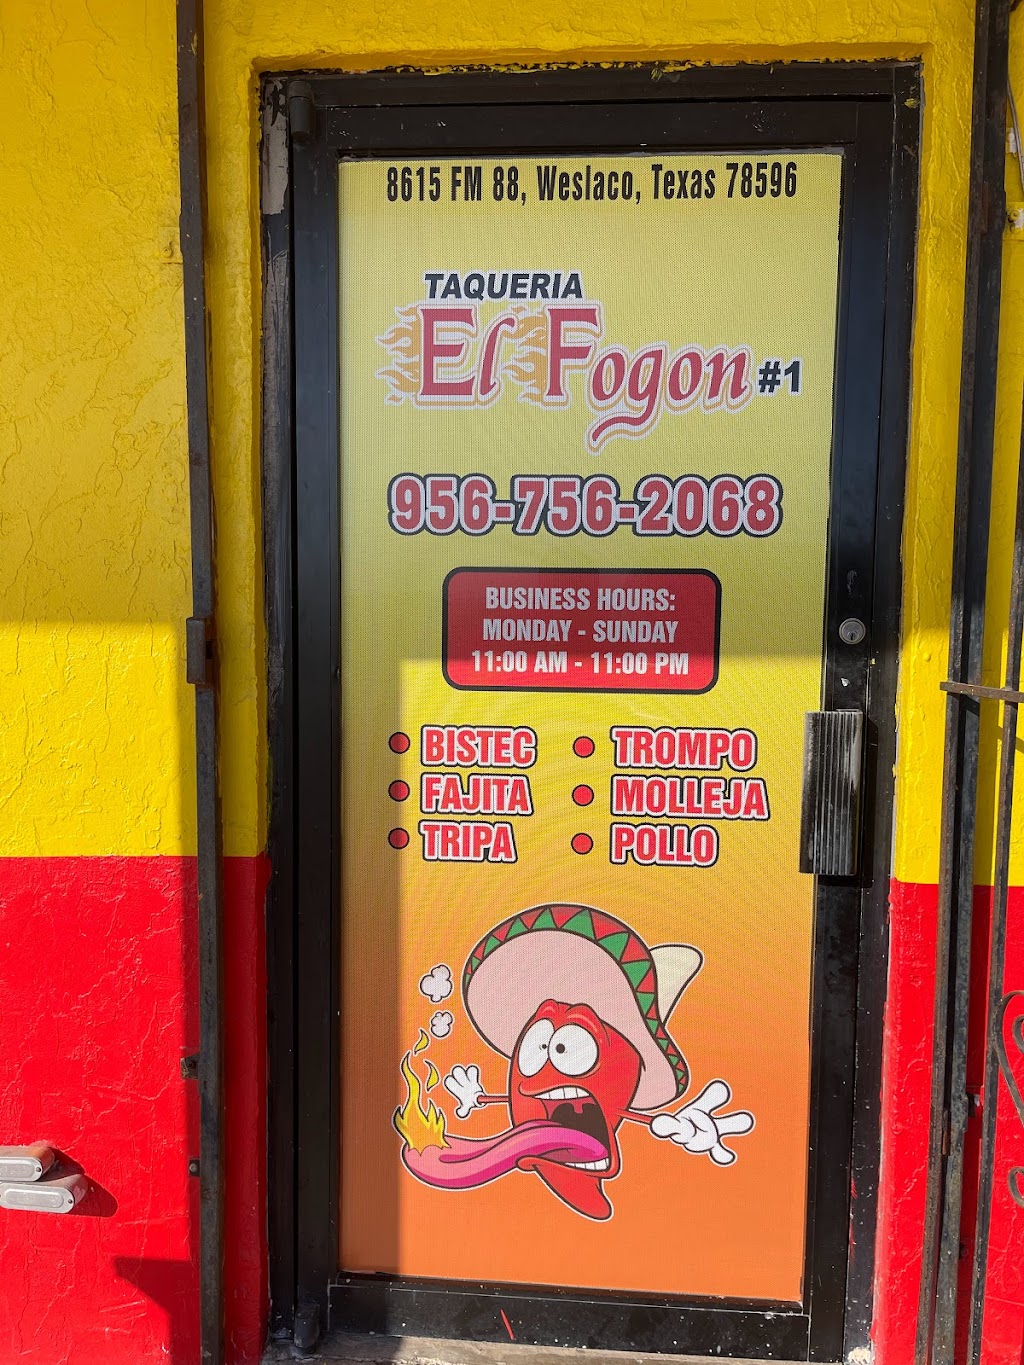 8615 FM 88, Weslaco, Texas 78596
TAQUERIA
El Fogon #1
956-756-2068
BUSINESS HOURS:
MONDAY - SUNDAY
11:00 AM - 11:00 PM
BISTEC
FAJITA
TRIPA
TROMPO
MOLLEJA
POLLO